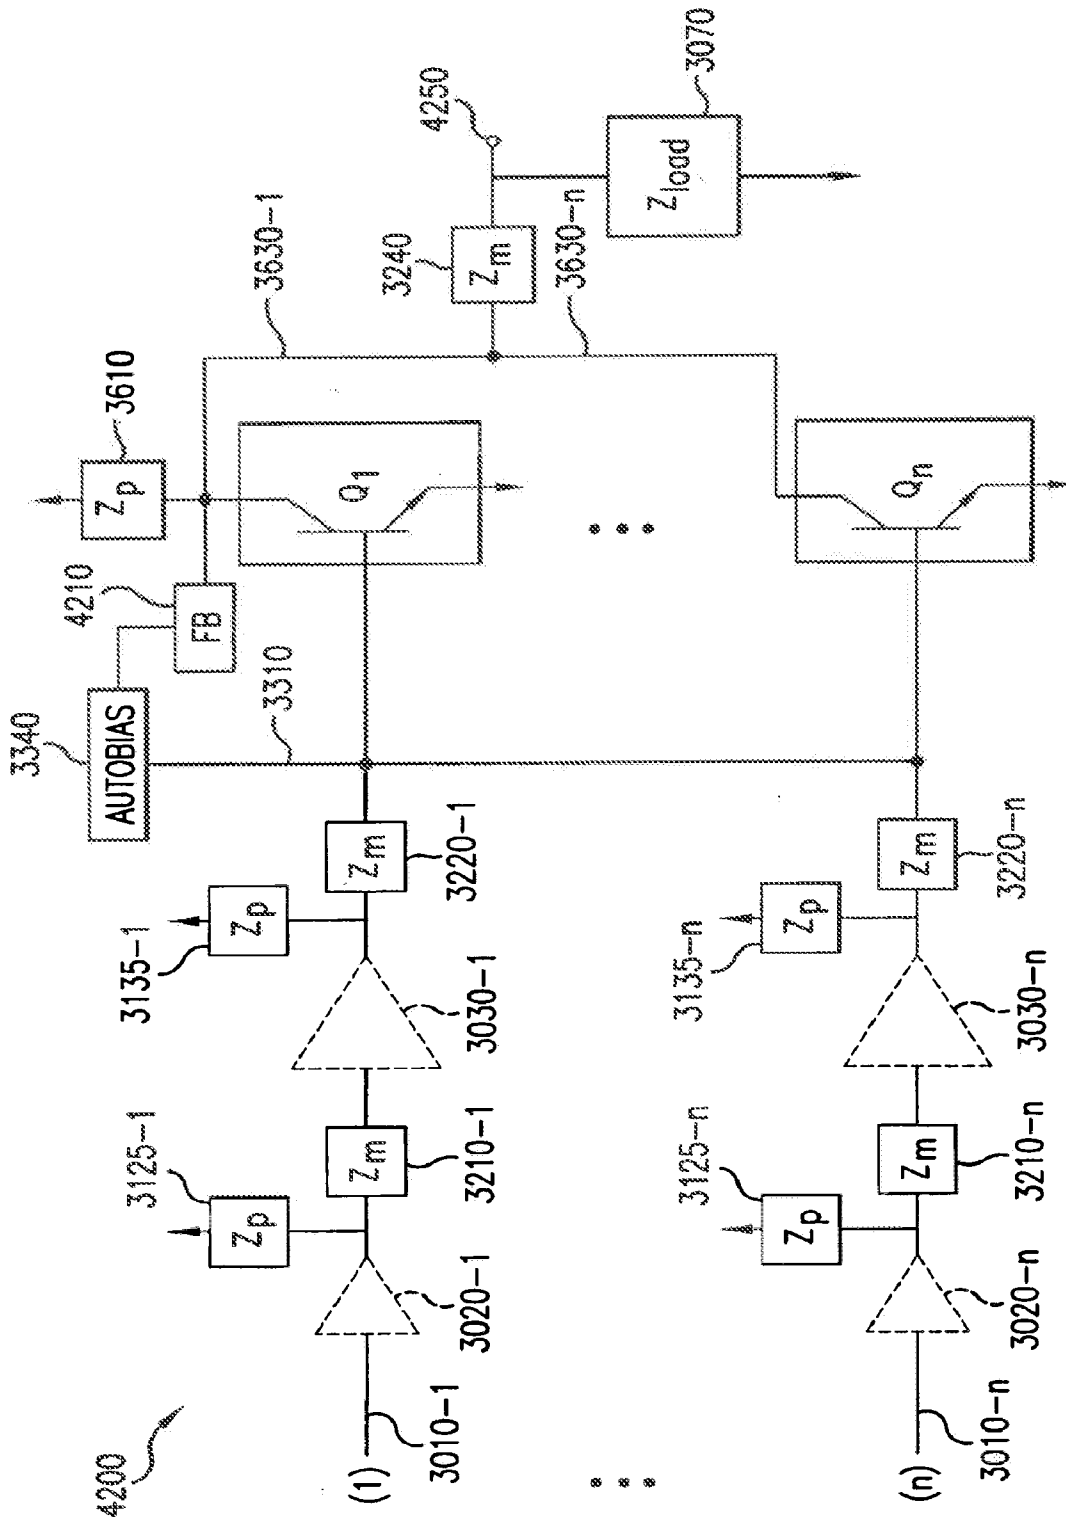 4200
(1)
3010-1
3020-1
3125-1
Zp
3210-1
Zm
3030-1
3135-1
Zp
3220-1
Zm
3340
AUTOBIAS
3310
4210
FB
3610
Zp
Q1
3630-1
3240
Zm
4250
3630-n
Zload
3070
(n)
3010-n
3020-n
3125-n
Zp
3210-n
Zm
3030-n
3135-n
Zp
3220-n
Zm
Qn